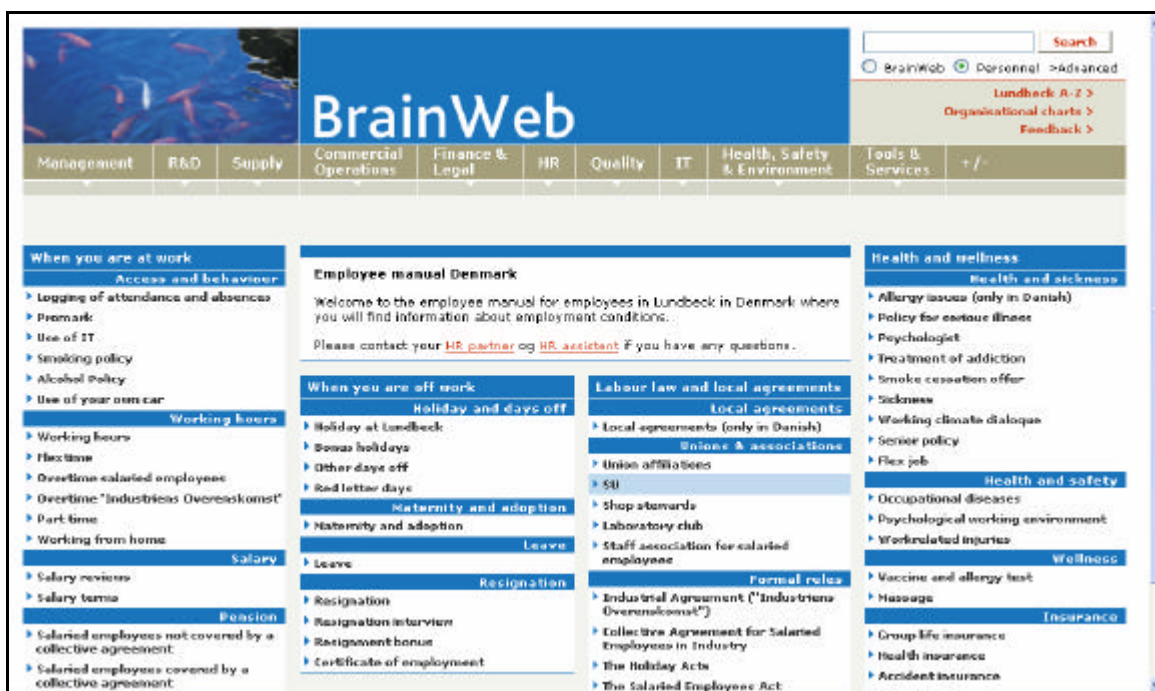 Search
BrainWeb Personnel >Advanced
Lundbeck A-Z >
Organisational charts >
Feedback >
BrainWeb
Management
R&D
Supply
Commercial
Operations
Finance &
Legal
HR
Quality
IT
Health, Safety
& Environment
Tools &
Services
+/-
When you are at work
Access and behaviour
Logging of attendance and absences
Promark
Use of IT
Smoking policy
Alcohol Policy
Use of your own car
Working hours
Working hours
Flextime
Overtime salaried employees
Overtime "Industriens Overenskomst"
Part time
Working from home
Salary
Salary reviews
Salary terms
Pension
Salaried employees not covered by a
collective agreement
Salaried employees covered by a
collective agreement
Employee manual Denmark
Welcome to the employee manual for employees in Lundbeck in Denmark where
you will find information about employment conditions.
Please contact your HR partner og HR assistent if you have any questions.
When you are off work
Holiday and days off
Holiday at Lundbeck
Bonus holidays
Other days off
Red letter days
Maternity and adoption
Maternity and adoption
Leave
Leave
Resignation
Resignation
Resignation interview
Resignment bonus
Certificate of employment
Labour law and local agreements
Local agreements
Local agreements (only in Danish)
Unions & associations
Union affiliations
SU
Shop stewards
Laboratory club
Staff association for salaried
employees
Formal rules
Industrial Agreement ("Industriens
Overenskomst")
Collective Agreement for Salaried
Employees in Industry
The Holiday Acts
The Salaried Employees Act
Health and wellness
Health and sickness
Allergy issues (only in Danish)
Policy for serious illness
Psychologist
Treatment of addiction
Smoke cessation offer
Sickness
Working climate dialogue
Senior policy
Flex job
Health and safety
Occupational diseases
Psychological working environment
Workrelated injuries
Wellness
Vaccine and allergy test
Massage
Insurance
Group life insurance
Health insurance
Accident insurance